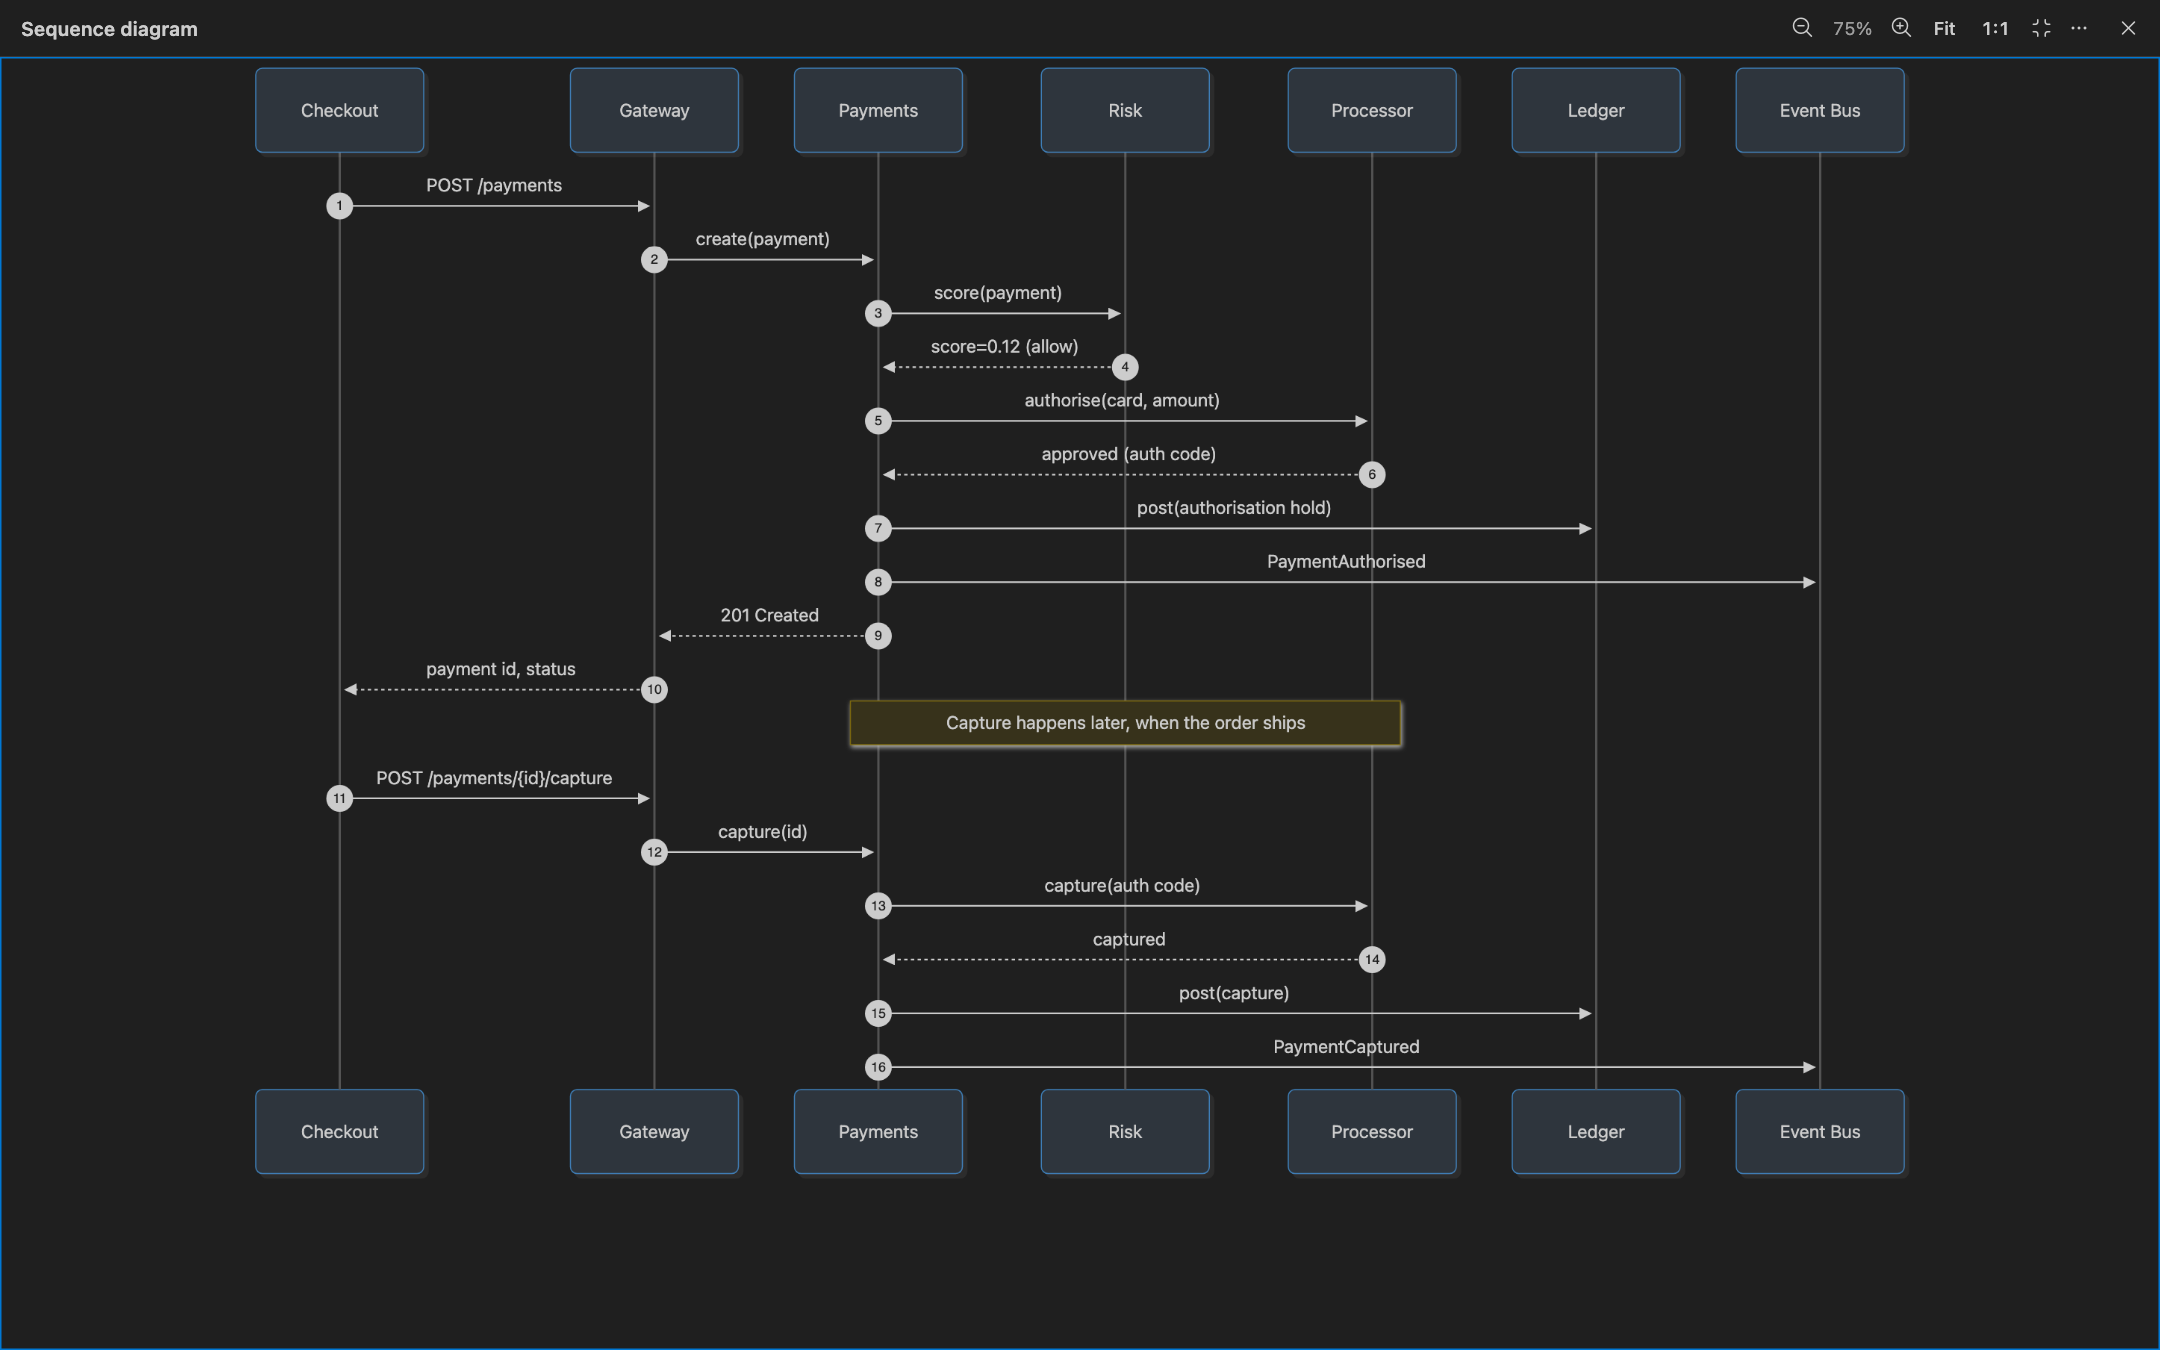 Sequence diagram
75%
Fit
1:1
Checkout
Gateway
Payments
Risk
Processor
Ledger
Event Bus
POST /payments
1
create(payment)
2
score(payment)
3
score=0.12 (allow)
4
authorise(card, amount)
5
approved (auth code)
6
post(authorisation hold)
7
PaymentAuthorised
8
201 Created
9
payment id, status
10
Capture happens later, when the order ships
POST /payments/{id}/capture
11
capture(id)
12
capture(auth code)
13
captured
14
post(capture)
15
PaymentCaptured
16
Checkout
Gateway
Payments
Risk
Processor
Ledger
Event Bus